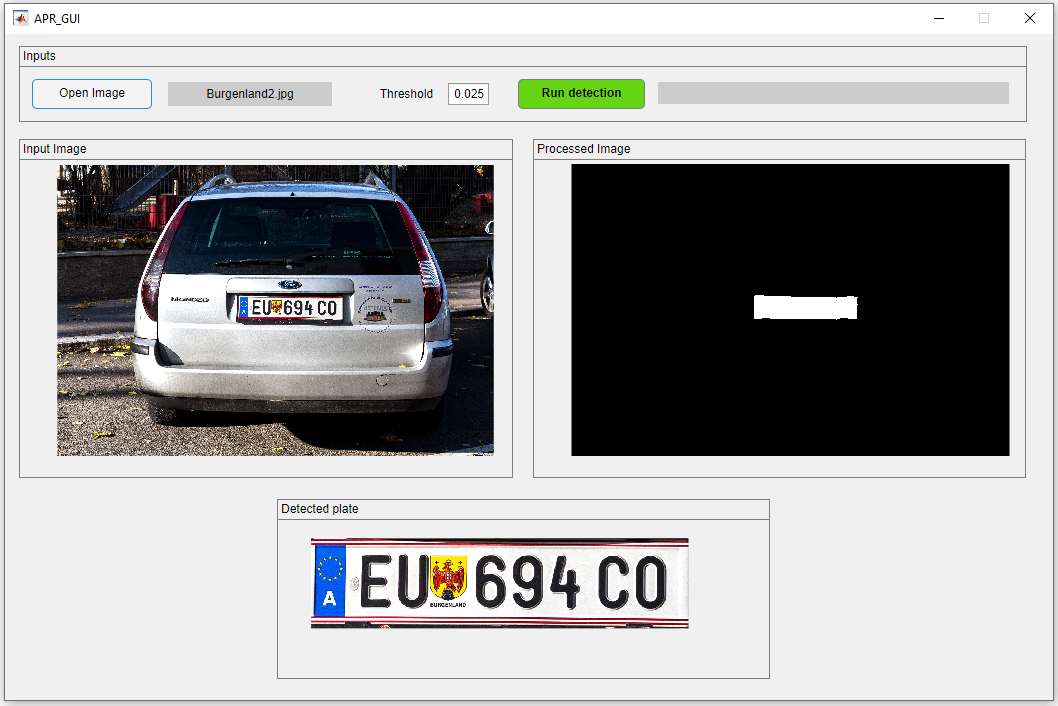 APR_GUI
Inputs
Open Image
Burgenland2.jpg
Threshold
0.025
Run detection
Input Image
Processed Image
Ford
MONDEO
A EU 694 CO
Detected plate
A EU 694 CO
BURGENLAND